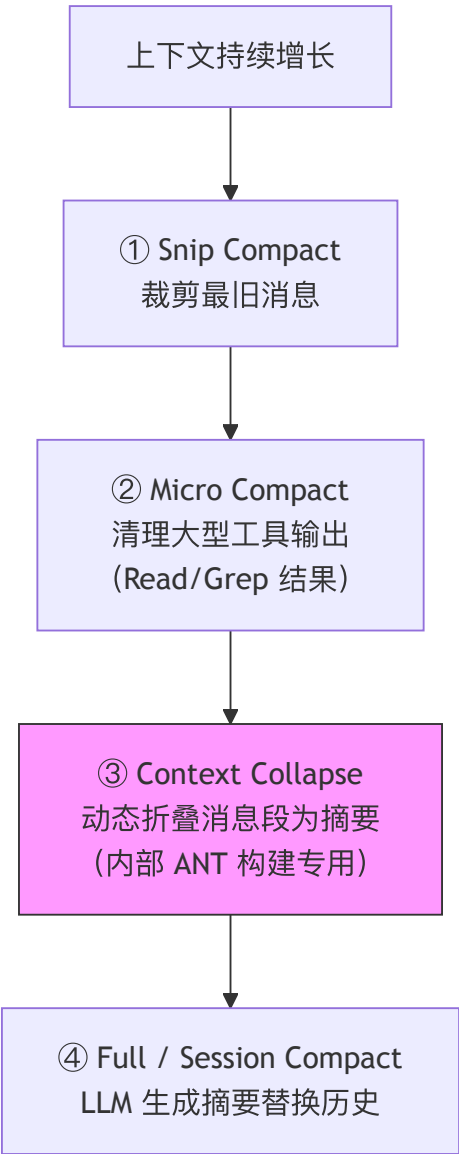 上下文持续增长
① Snip Compact
裁剪最旧消息
② Micro Compact
清理大型工具输出
（Read/Grep 结果）
③ Context Collapse
动态折叠消息段为摘要
（内部 ANT 构建专用）
④ Full / Session Compact
LLM 生成摘要替换历史